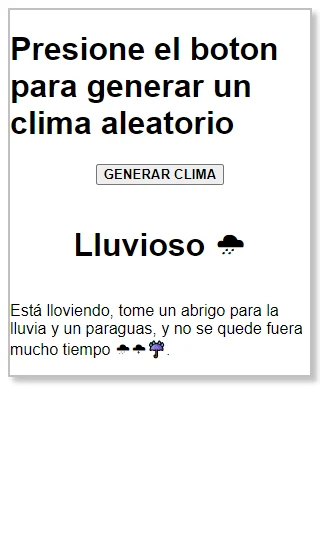 Presione el boton
para generar un
clima aleatorio
GENERAR CLIMA
Lluvioso 🌧
Está lloviendo, tome un abrigo para la
lluvia y un paraguas, y no se quede fuera
mucho tiempo 🌧🌩☔.